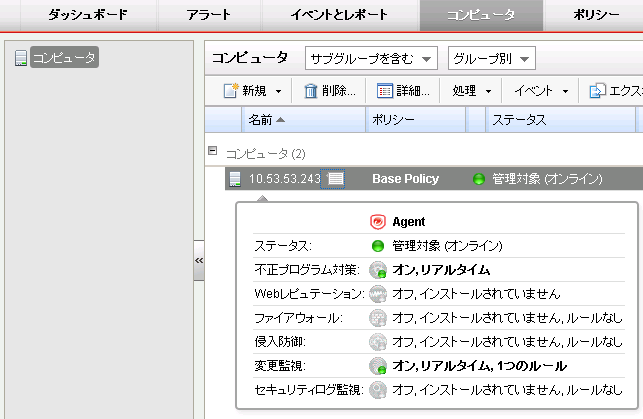 ダッシュボード アラート イベントとレポート コンピュータ ポリシー
コンピュータ
コンピュータ サブグループを含む グループ別
新規 削除... 詳細... 処理 イベント エクス
名前 ポリシー ステータス
コンピュータ (2)
10.53.53.243 Base Policy 管理対象 (オンライン)
Agent
ステータス: 管理対象 (オンライン)
不正プログラム対策: オン, リアルタイム
Webレピュテーション: オフ, インストールされていません
ファイアウォール: オフ, インストールされていません, ルールなし
侵入防御: オフ, インストールされていません, ルールなし
変更監視: オン, リアルタイム, 1つのルール
セキュリティログ監視: オフ, インストールされていません, ルールなし